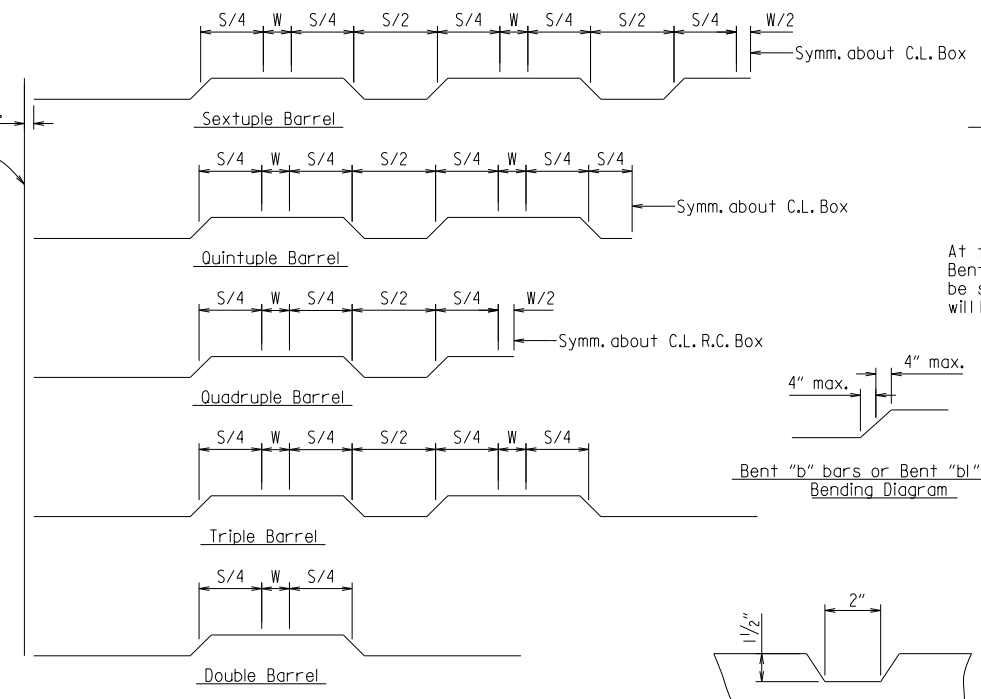 S/4 W S/4 S/2 S/4 W S/4 S/2 S/4 W/2
Symm. about C.L. Box
Sextuple Barrel
S/4 W S/4 S/2 S/4 W S/4 S/4
Symm. about C.L. Box
Quintuple Barrel
S/4 W S/4 S/2 S/4 W/2
Symm. about C.L. R.C. Box
Quadruple Barrel
S/4 W S/4 S/2 S/4 W S/4
Triple Barrel
S/4 W S/4
Double Barrel
At
Bent
be
will
4" max.
4" max.
Bent "b" bars or Bent "b1"
Bending Diagram
2"
1 1/2"